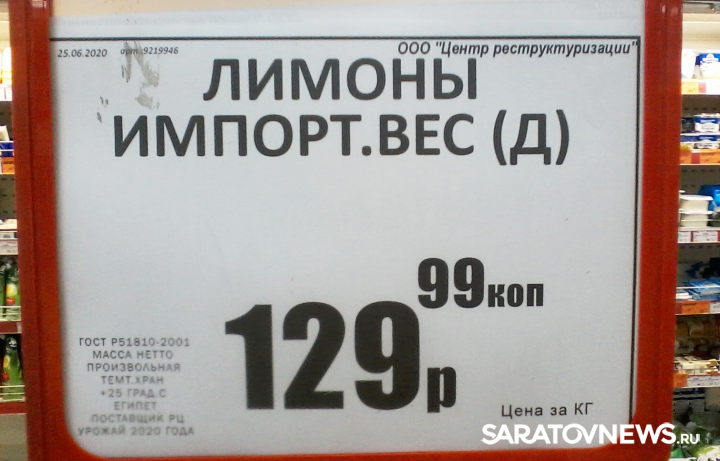 25.06.2020 арт :9219946 ООО "Центр реструктуризации"
ЛИМОНЫ
ИМПОРТ.ВЕС (Д)
129р 99коп
ГОСТ Р51810-2001
МАССА НЕТТО
ПРОИЗВОЛЬНАЯ
ТЕМТ.ХРАН
+25 ГРАД.С
ЕГИПЕТ
ПОСТАВЩИК РЦ
УРОЖАЙ 2020 ГОДА
Цена за КГ
SARATOVNEWS.RU